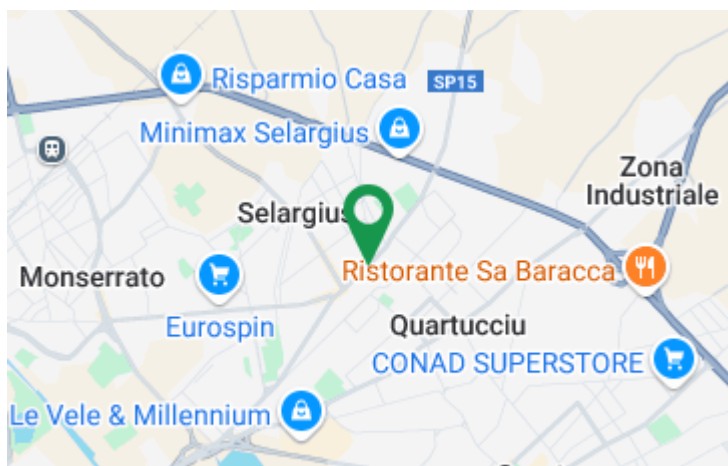 Risparmio Casa
SP15
Minimax Selargius
Zona
Industriale
Selargius
Monserrato
Ristorante Sa Baracca
Eurospin
Quartucciu
CONAD SUPERSTORE
Le Vele & Millennium